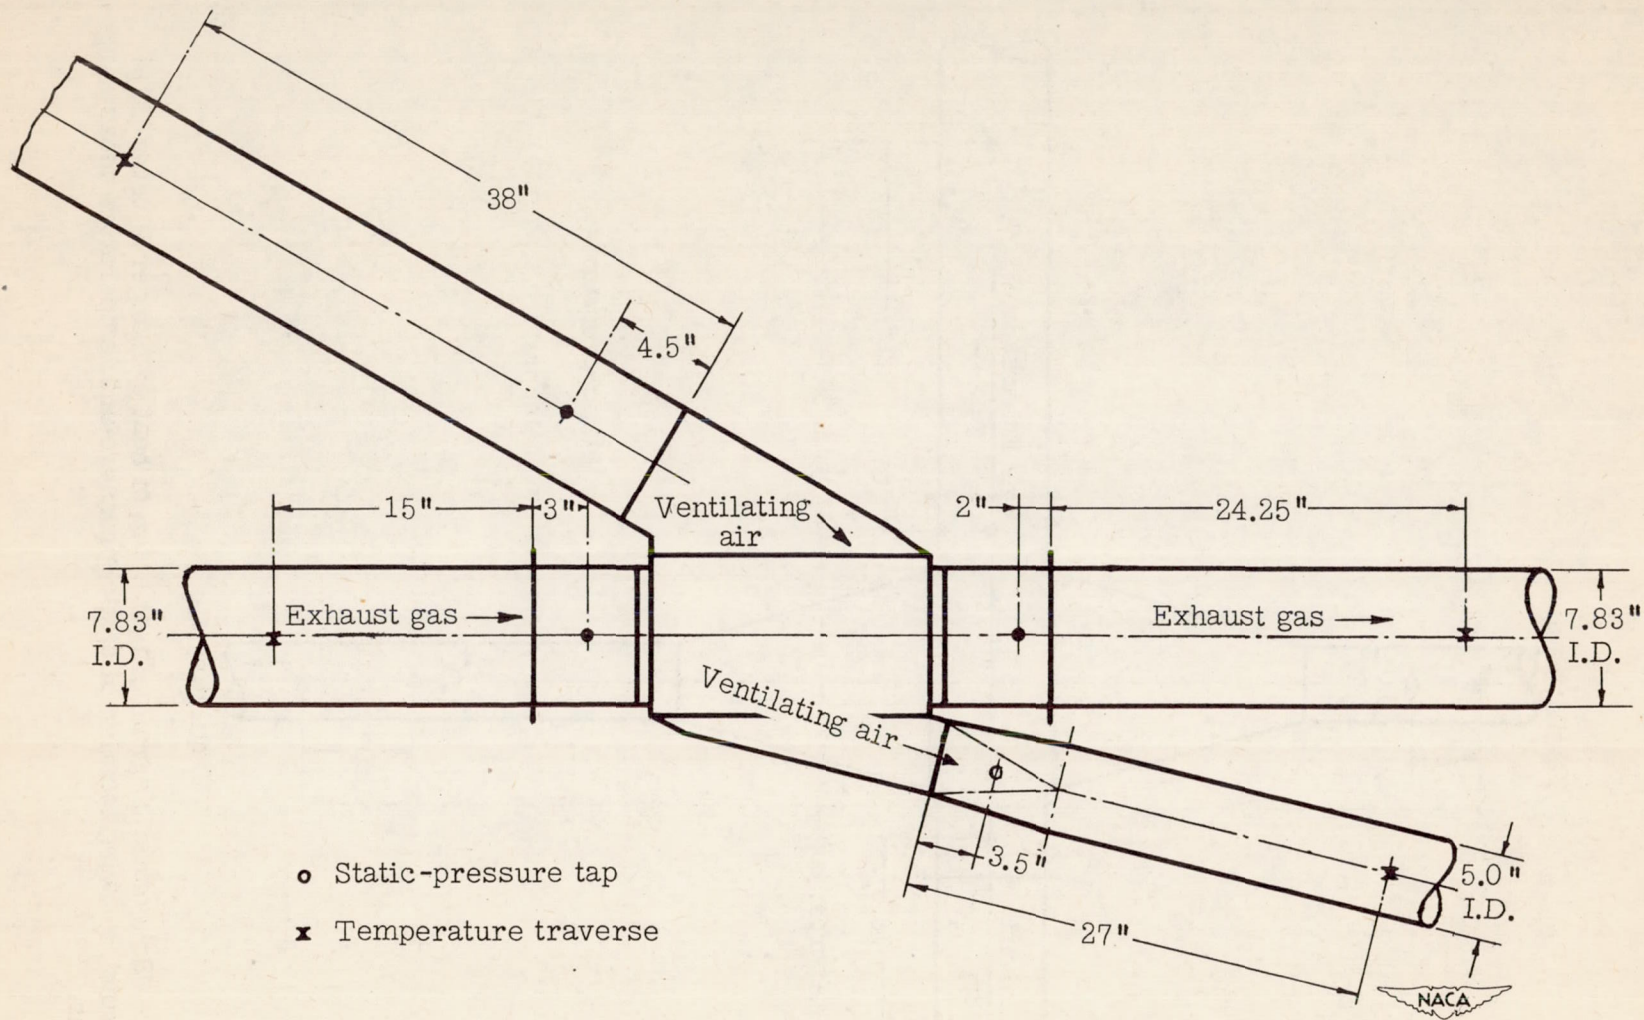 38"
4.5"
15"
3"
Ventilating
air
2"
24.25"
7.83"
I.D.
Exhaust gas
Exhaust gas
7.83"
I.D.
Ventilating air
3.5"
5.0"
I.D.
27"
o Static-pressure tap
x Temperature traverse
NACA